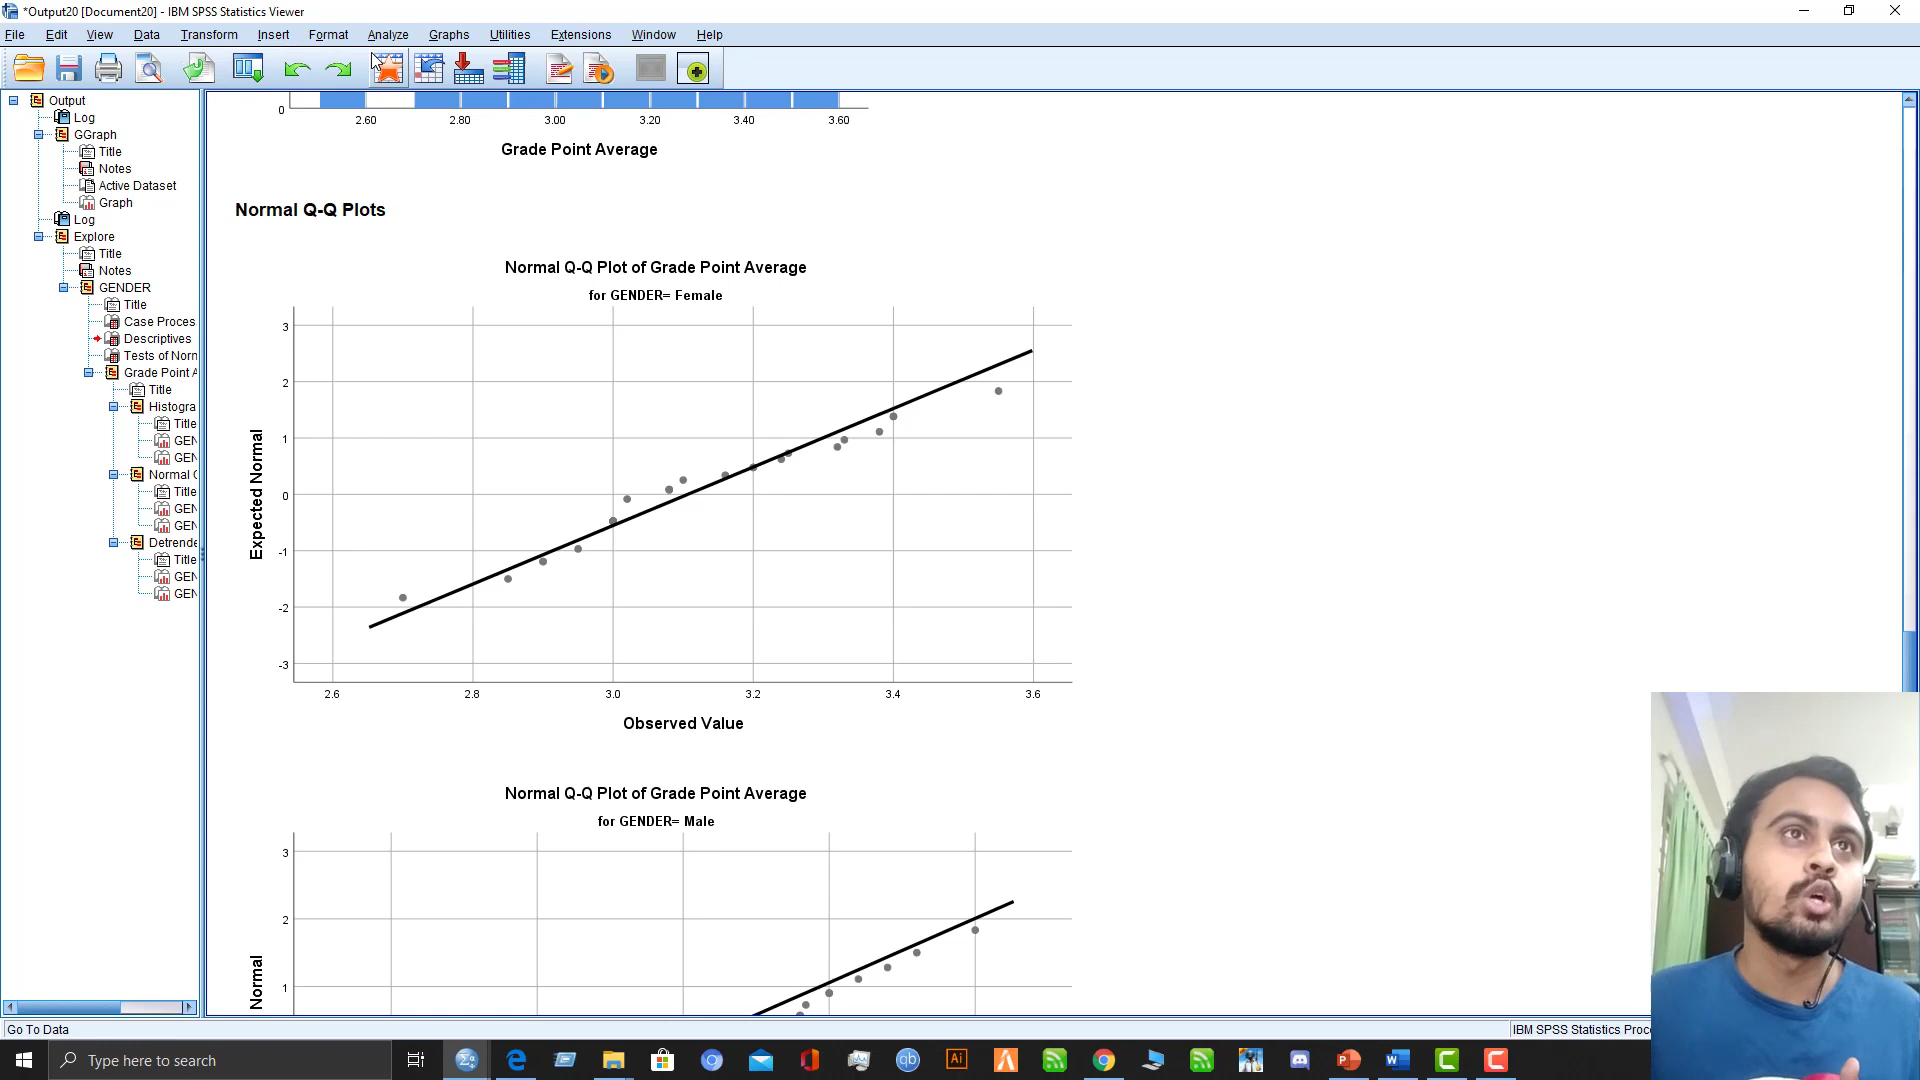 *Output20 [Document20] - IBM SPSS Statistics Viewer
File Edit View Data Transform Insert Format Analyze Graphs Utilities Extensions Window Help
Output
Log
GGraph
Title
Notes
Active Dataset
Graph
Log
Explore
Title
Notes
GENDER
Title
Case Proces
Descriptives
Tests of Norn
Grade Point A
Title
Histogra
Title
GEN
GEN
Normal
Title
GEN
GEN
Detrende
Title
GEN
GEN
0
2.60 2.80 3.00 3.20 3.40 3.60
Grade Point Average
Normal Q-Q Plots
Normal Q-Q Plot of Grade Point Average
for GENDER= Female
Expected Normal
3
2
1
0
-1
-2
-3
2.6 2.8 3.0 3.2 3.4 3.6
Observed Value
Normal Q-Q Plot of Grade Point Average
for GENDER= Male
Normal
3
2
1
Go To Data
IBM SPSS Statistics Proc
Type here to search
qb
Ai